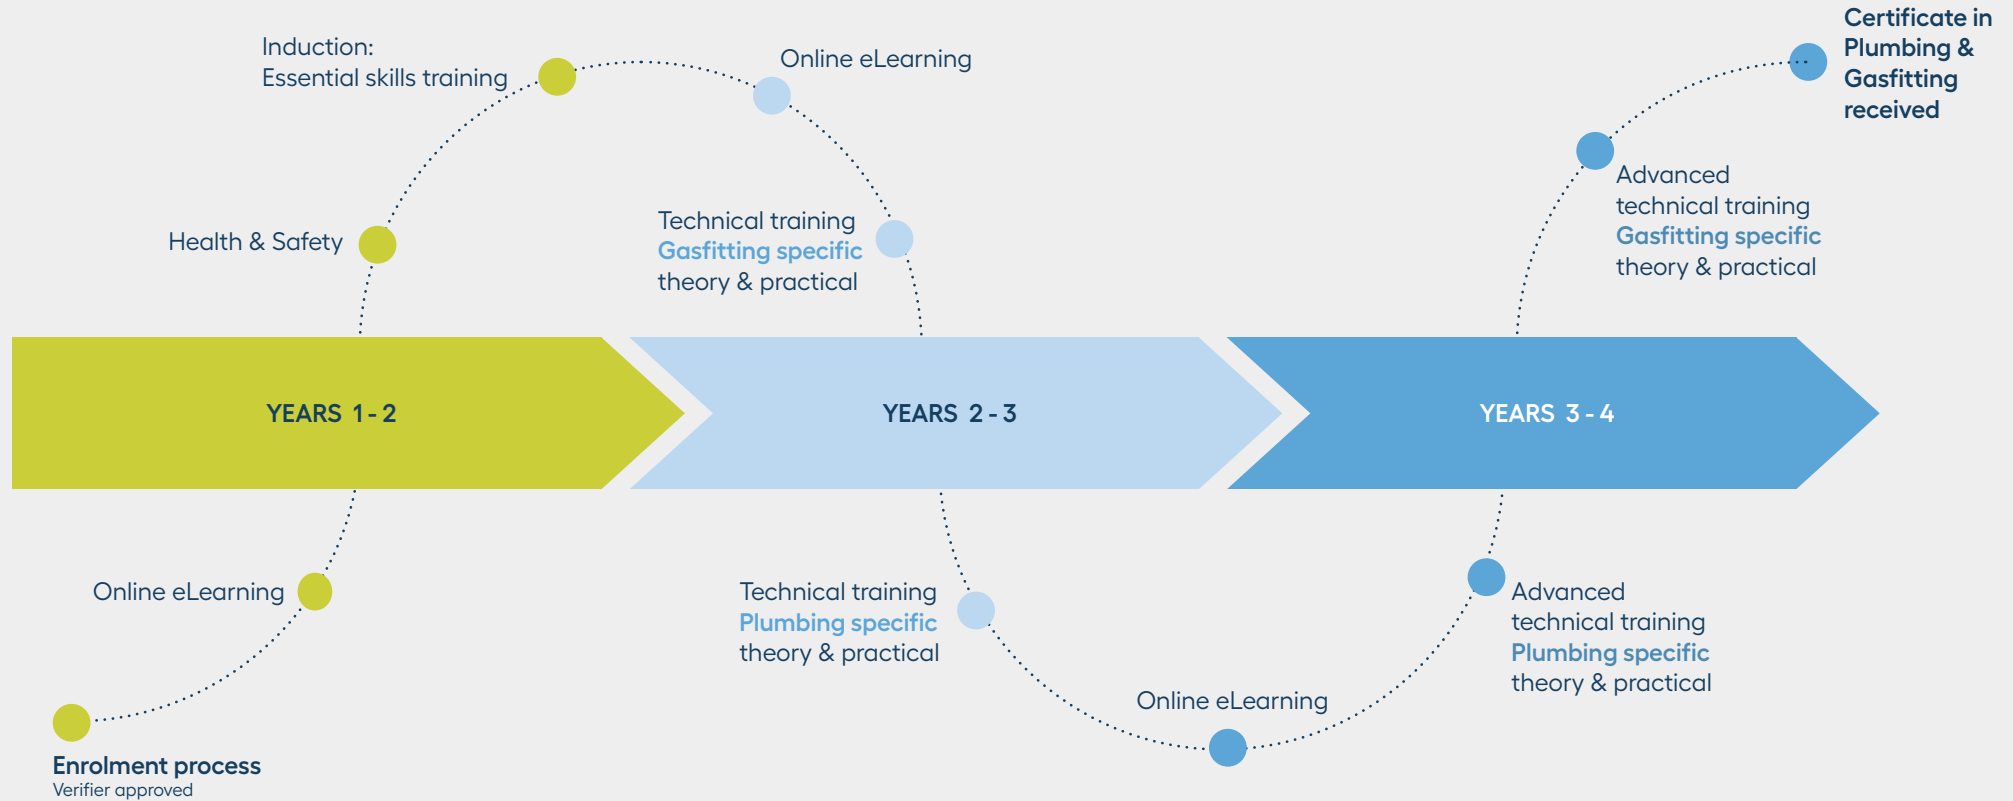 Certificate in
Plumbing &
Gasfitting
received
Induction:
Essential skills training
Online eLearning
Advanced
technical training
Gasfitting specific
theory & practical
Health & Safety
Technical training
Gasfitting specific
theory & practical
YEARS 1 - 2
YEARS 2 - 3
YEARS 3 - 4
Online eLearning
Technical training
Plumbing specific
theory & practical
Advanced
technical training
Plumbing specific
theory & practical
Online eLearning
Enrolment process
Verifier approved